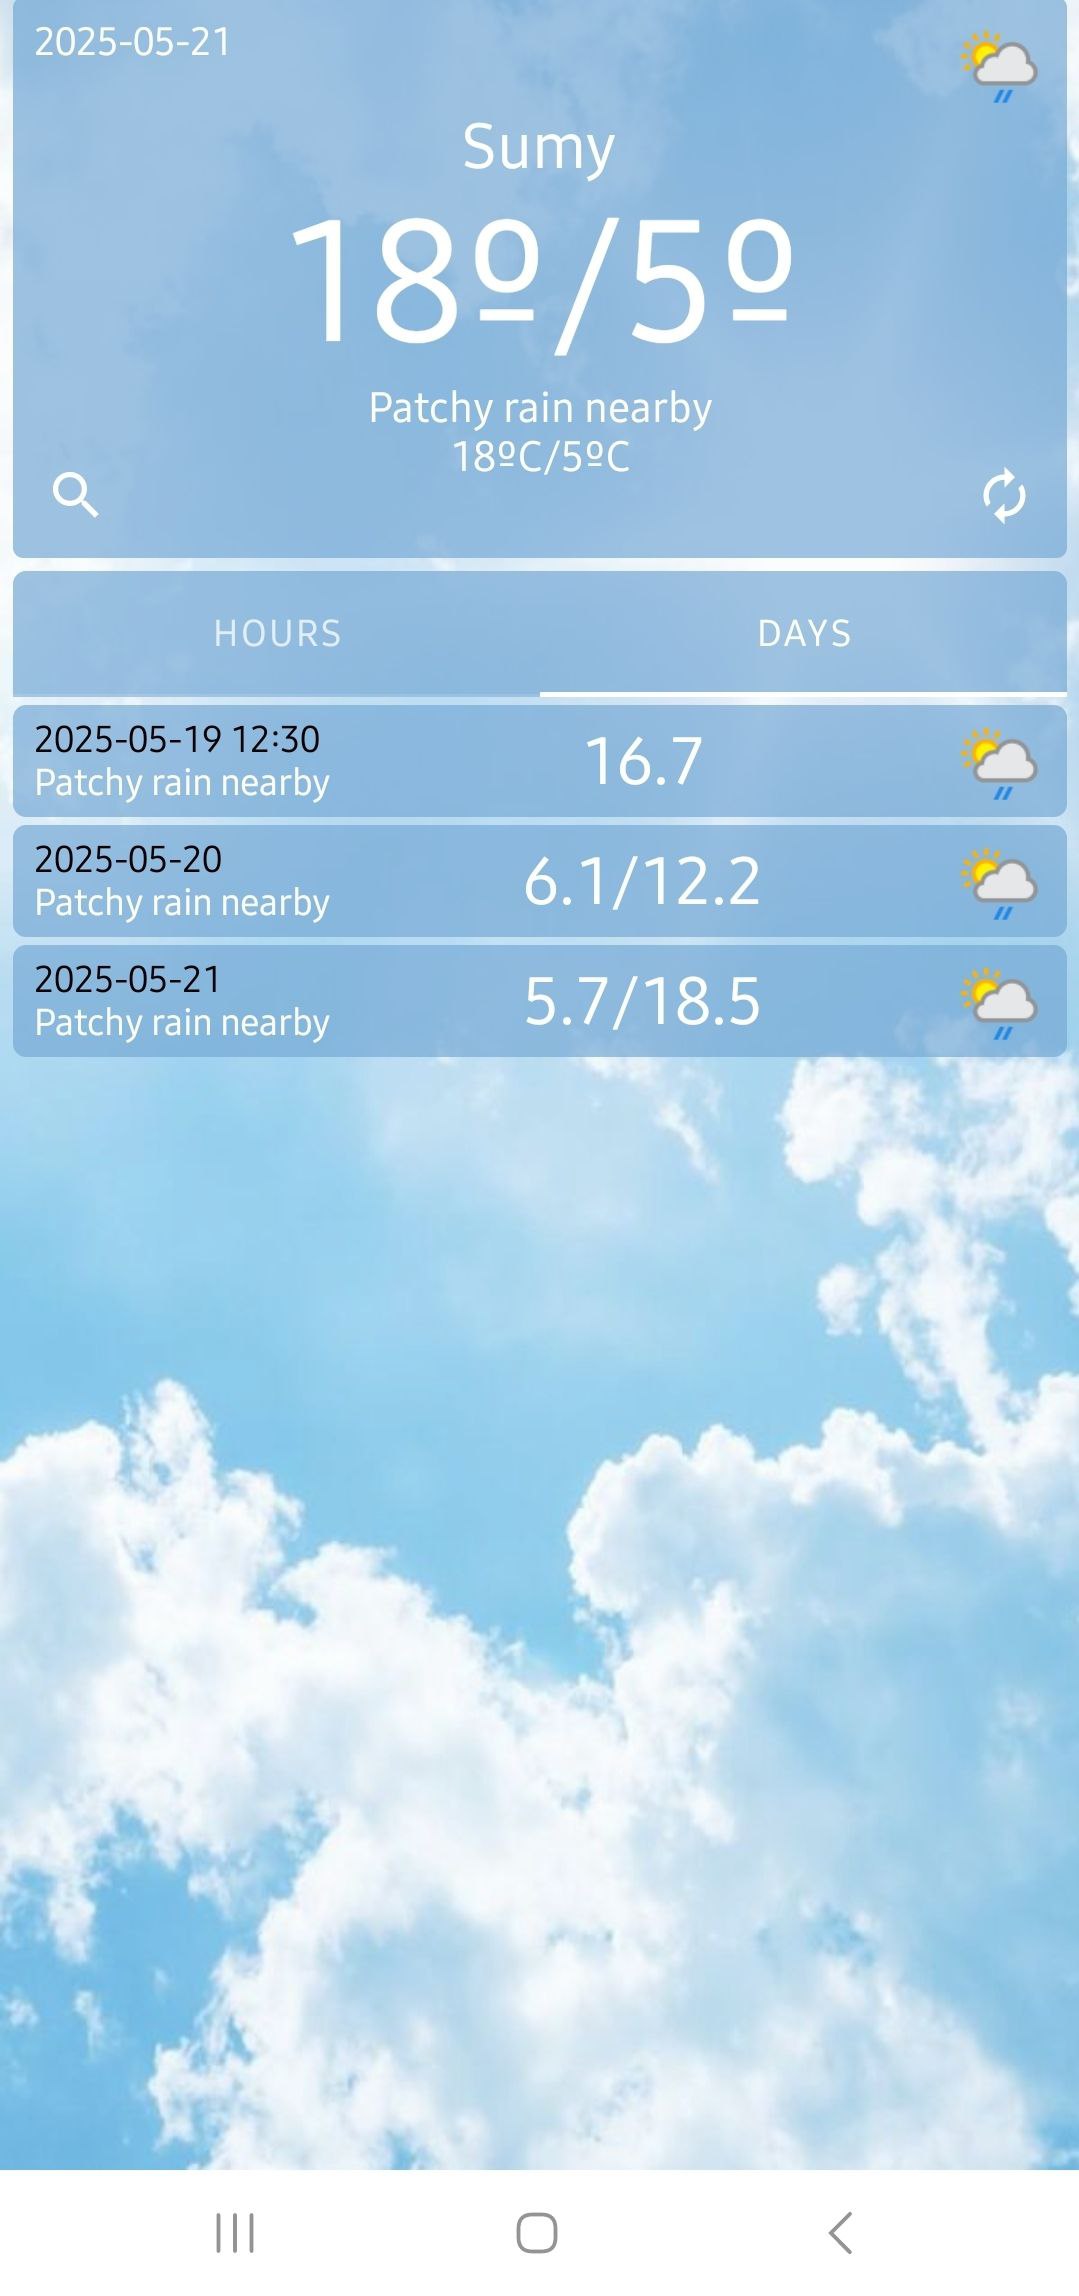 2025-05-21
Sumy
18º/5º
Patchy rain nearby
18ºC/5ºC
HOURS
DAYS
2025-05-19 12:30
Patchy rain nearby
16.7
2025-05-20
Patchy rain nearby
6.1/12.2
2025-05-21
Patchy rain nearby
5.7/18.5